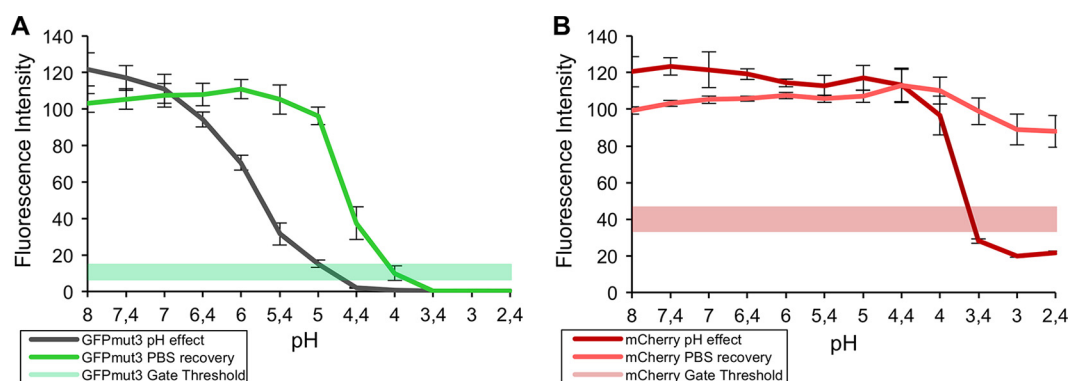 A
140
120
100
80
60
40
20
0
Fluorescence Intensity
8 7,4 7 6,4 6 5,4 5 4,4 4 3,4 3 2,4
pH
GFPmut3 pH effect
GFPmut3 PBS recovery
GFPmut3 Gate Threshold
B
140
120
100
80
60
40
20
0
Fluorescence Intensity
8 7,4 7 6,4 6 5,4 5 4,4 4 3,4 3 2,4
pH
mCherry pH effect
mCherry PBS recovery
mCherry Gate Threshold